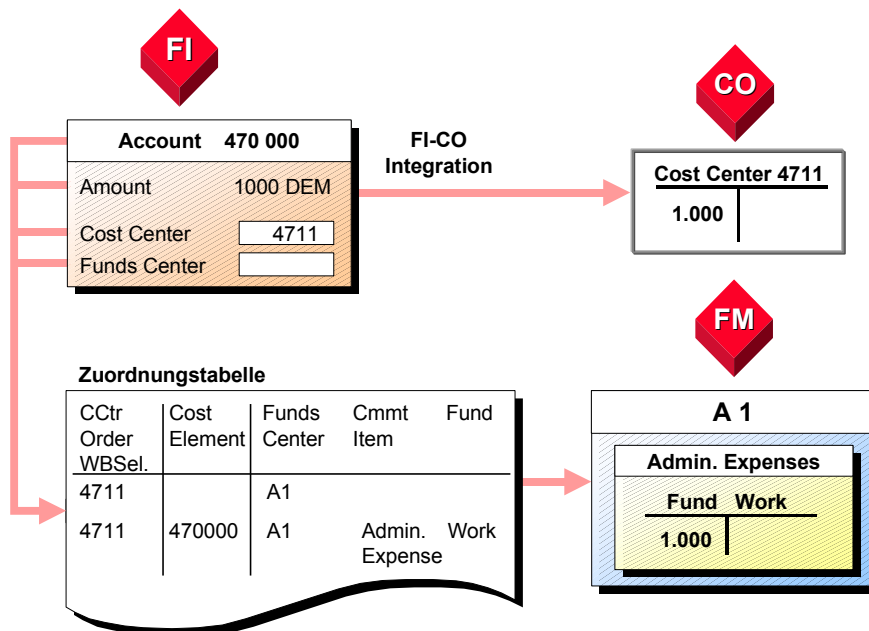 FI
CO
Account 470 000
FI-CO
Integration
Amount 1000 DEM
Cost Center 4711
Funds Center
Cost Center 4711
1.000
FM
Zuordnungstabelle
CCtr Cost Funds Cmmt Fund
Order Element Center Item
WBSel.
4711 A1
4711 470000 A1 Admin. Work
Expense
A 1
Admin. Expenses
Fund Work
1.000